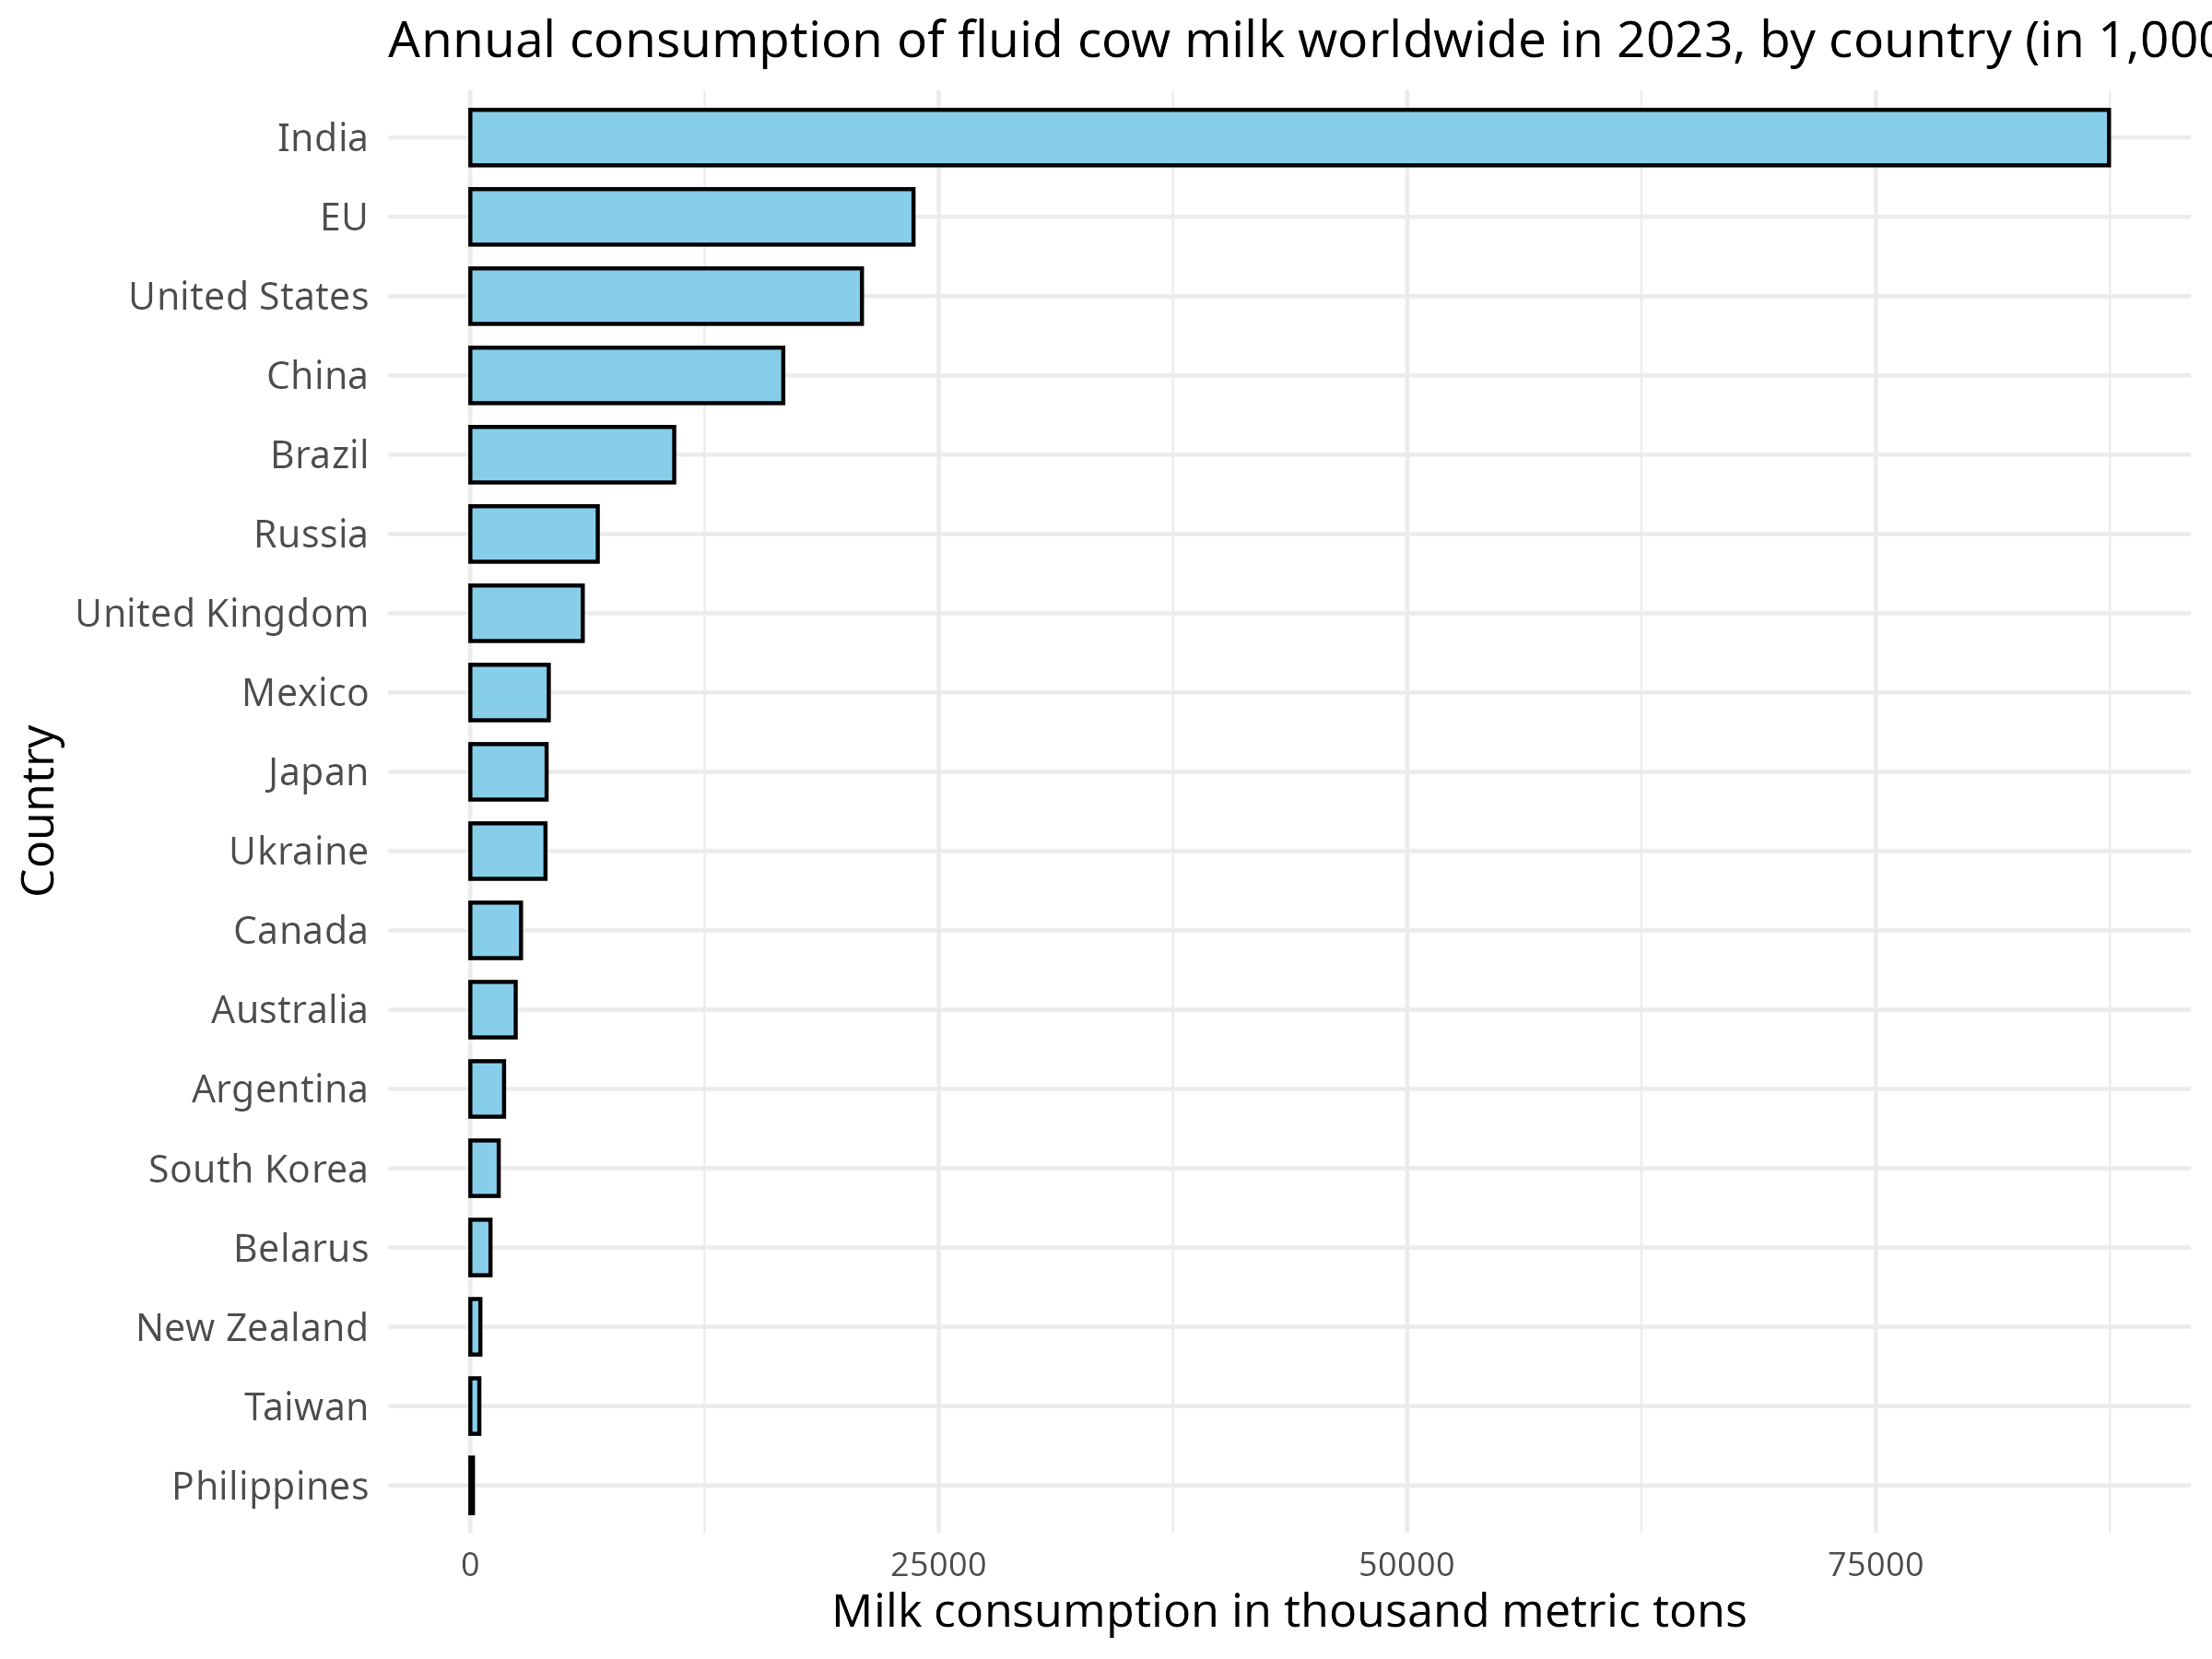 Annual consumption of fluid cow milk worldwide in 2023, by country (in 1,000
India
EU
United States
China
Brazil
Russia
United Kingdom
Mexico
Japan
Ukraine
Canada
Australia
Argentina
South Korea
Belarus
New Zealand
Taiwan
Philippines
Country
0 25000 50000 75000
Milk consumption in thousand metric tons